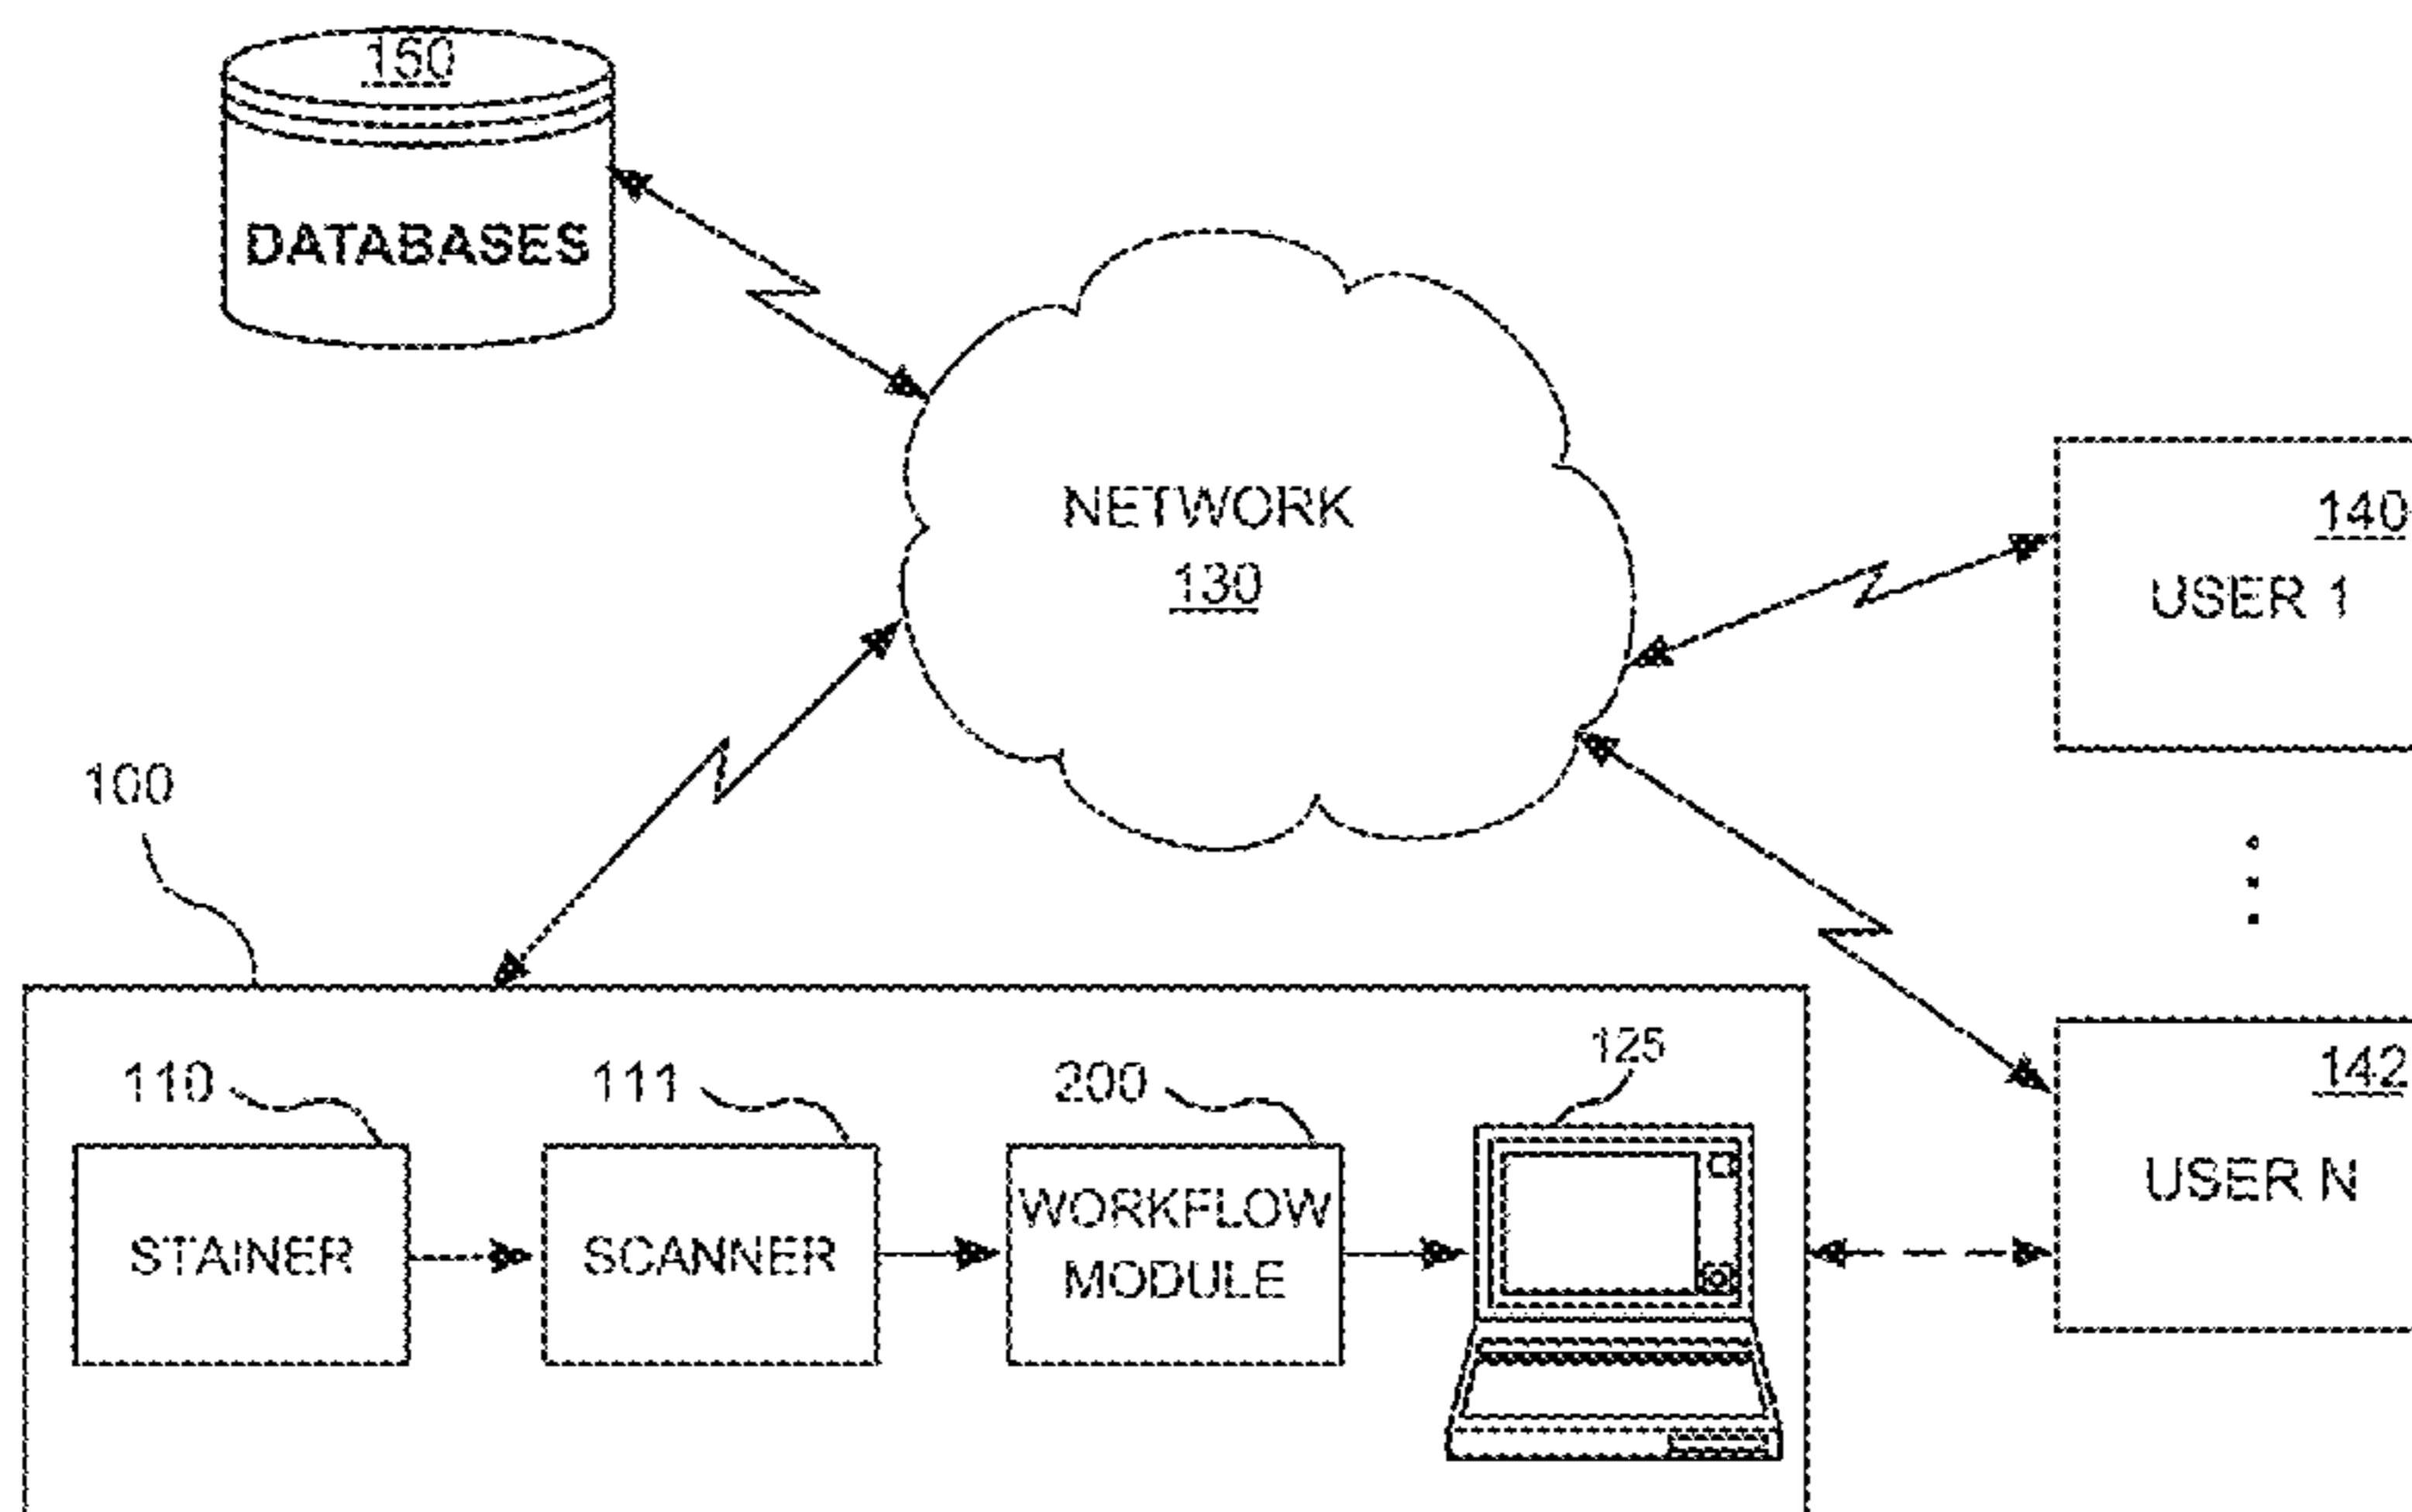 150
DATABASES
NETWORK
130
140
USER 1
100
142
USER N
110
111
200
125
STAINER
SCANNER
WORKFLOW
MODULE